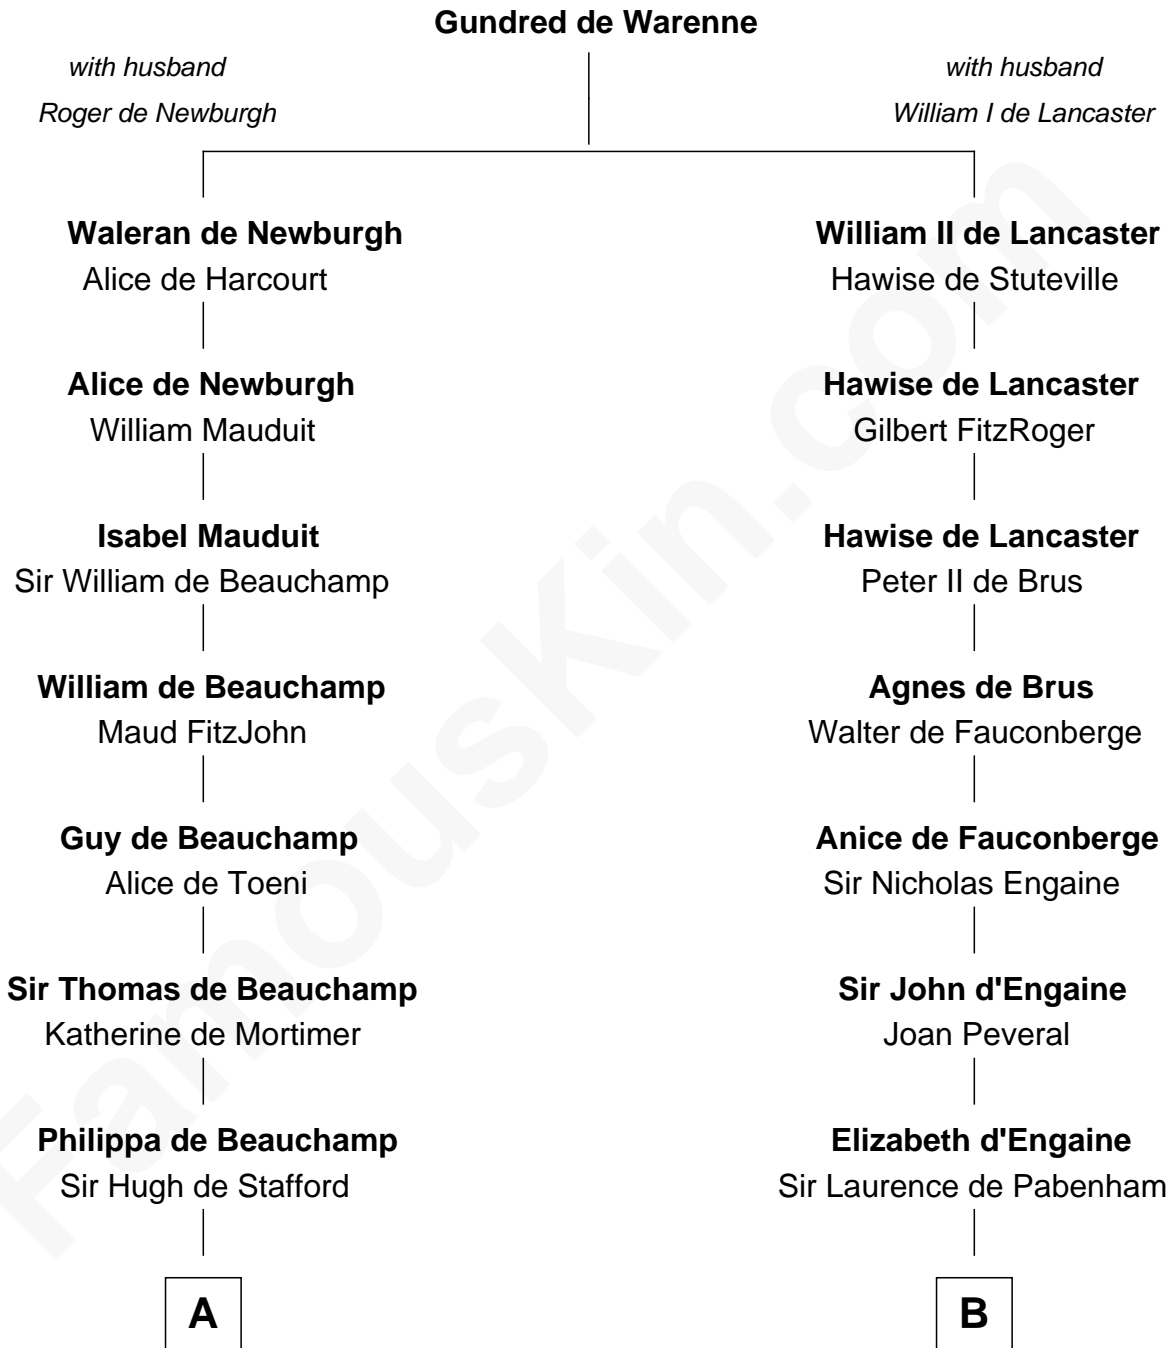 Gundred de Warenne
with husband
Roger de Newburgh
with husband
William I de Lancaster
Waleran de Newburgh
Alice de Harcourt
William II de Lancaster
Hawise de Stuteville
Alice de Newburgh
William Mauduit
Hawise de Lancaster
Gilbert FitzRoger
Isabel Mauduit
Sir William de Beauchamp
Hawise de Lancaster
Peter II de Brus
William de Beauchamp
Maud FitzJohn
Agnes de Brus
Walter de Fauconberge
Guy de Beauchamp
Alice de Toeni
Anice de Fauconberge
Sir Nicholas Engaine
Sir Thomas de Beauchamp
Katherine de Mortimer
Sir John d'Engaine
Joan Peveral
Philippa de Beauchamp
Sir Hugh de Stafford
Elizabeth d'Engaine
Sir Laurence de Pabenham
A
B
FamousKin.com